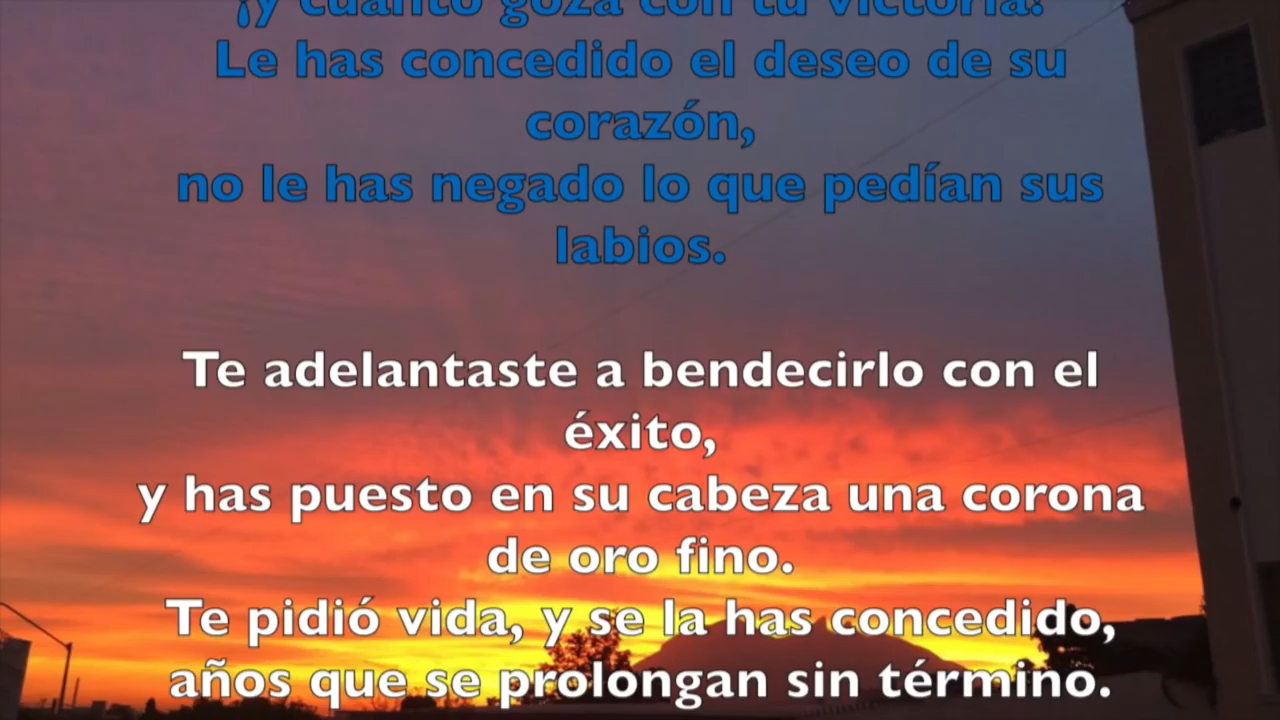 ¡y cuánto goza con tu victoria!
Le has concedido el deseo de su
corazón,
no le has negado lo que pedían sus
labios.
Te adelantaste a bendecirlo con el
éxito,
y has puesto en su cabeza una corona
de oro fino.
Te pidió vida, y se la has concedido,
años que se prolongan sin término.